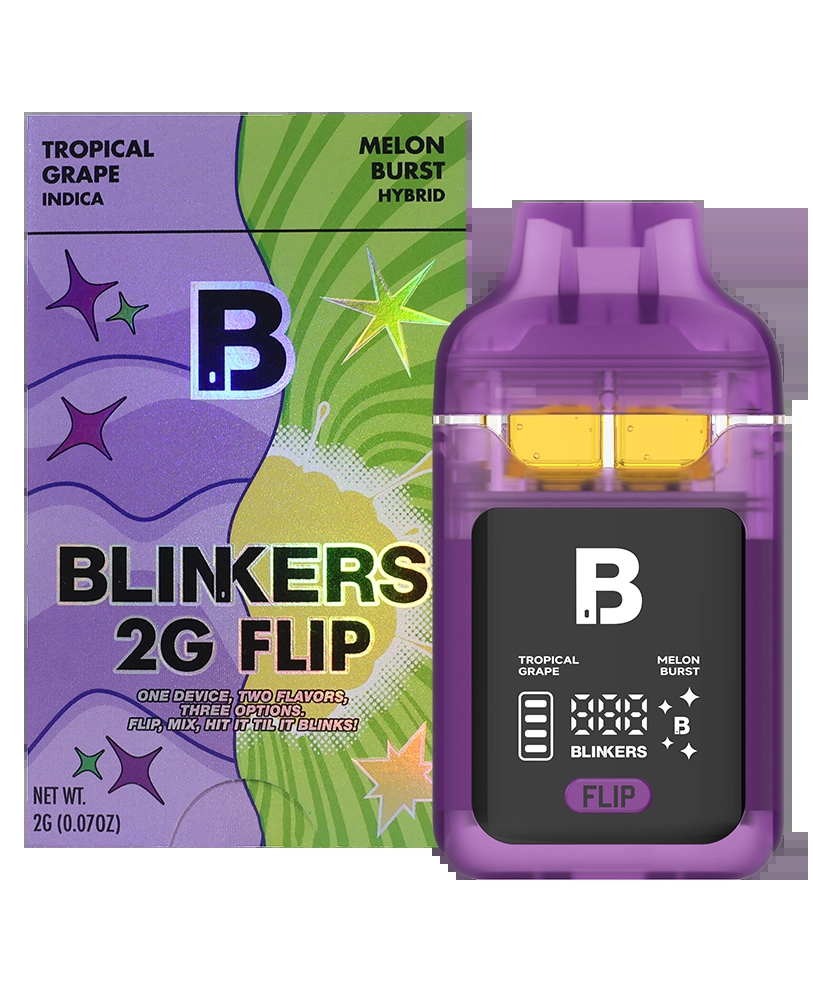 TROPICAL
GRAPE
INDICA
MELON
BURST
HYBRID
B
BLINKERS
2G FLIP
ONE DEVICE, TWO FLAVORS,
THREE OPTIONS.
FLIP, MIX, HIT IT TIL IT BLINKS!
NET WT.
2G (0.07OZ)
B
TROPICAL
GRAPE
MELON
BURST
888
B
BLINKERS
FLIP